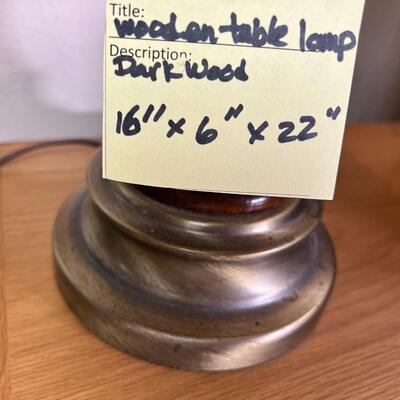 Title:
wooden table lamp
Description:
Dark Wood
16" x 6" x 22"